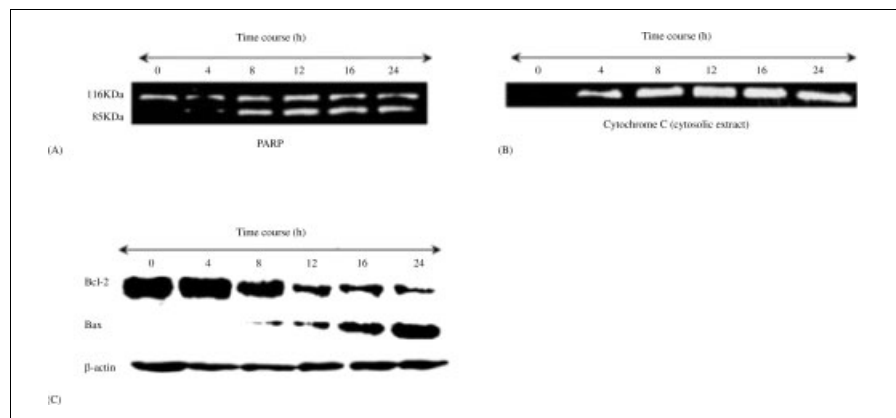 Time course (h)
0 4 8 12 16 24
116KDa
85KDa
PARP
(A)
Time course (h)
0 4 8 12 16 24
Cytochrome C (cytosolic extract)
(B)
Time course (h)
0 4 8 12 16 24
Bcl-2
Bax
β-actin
(C)